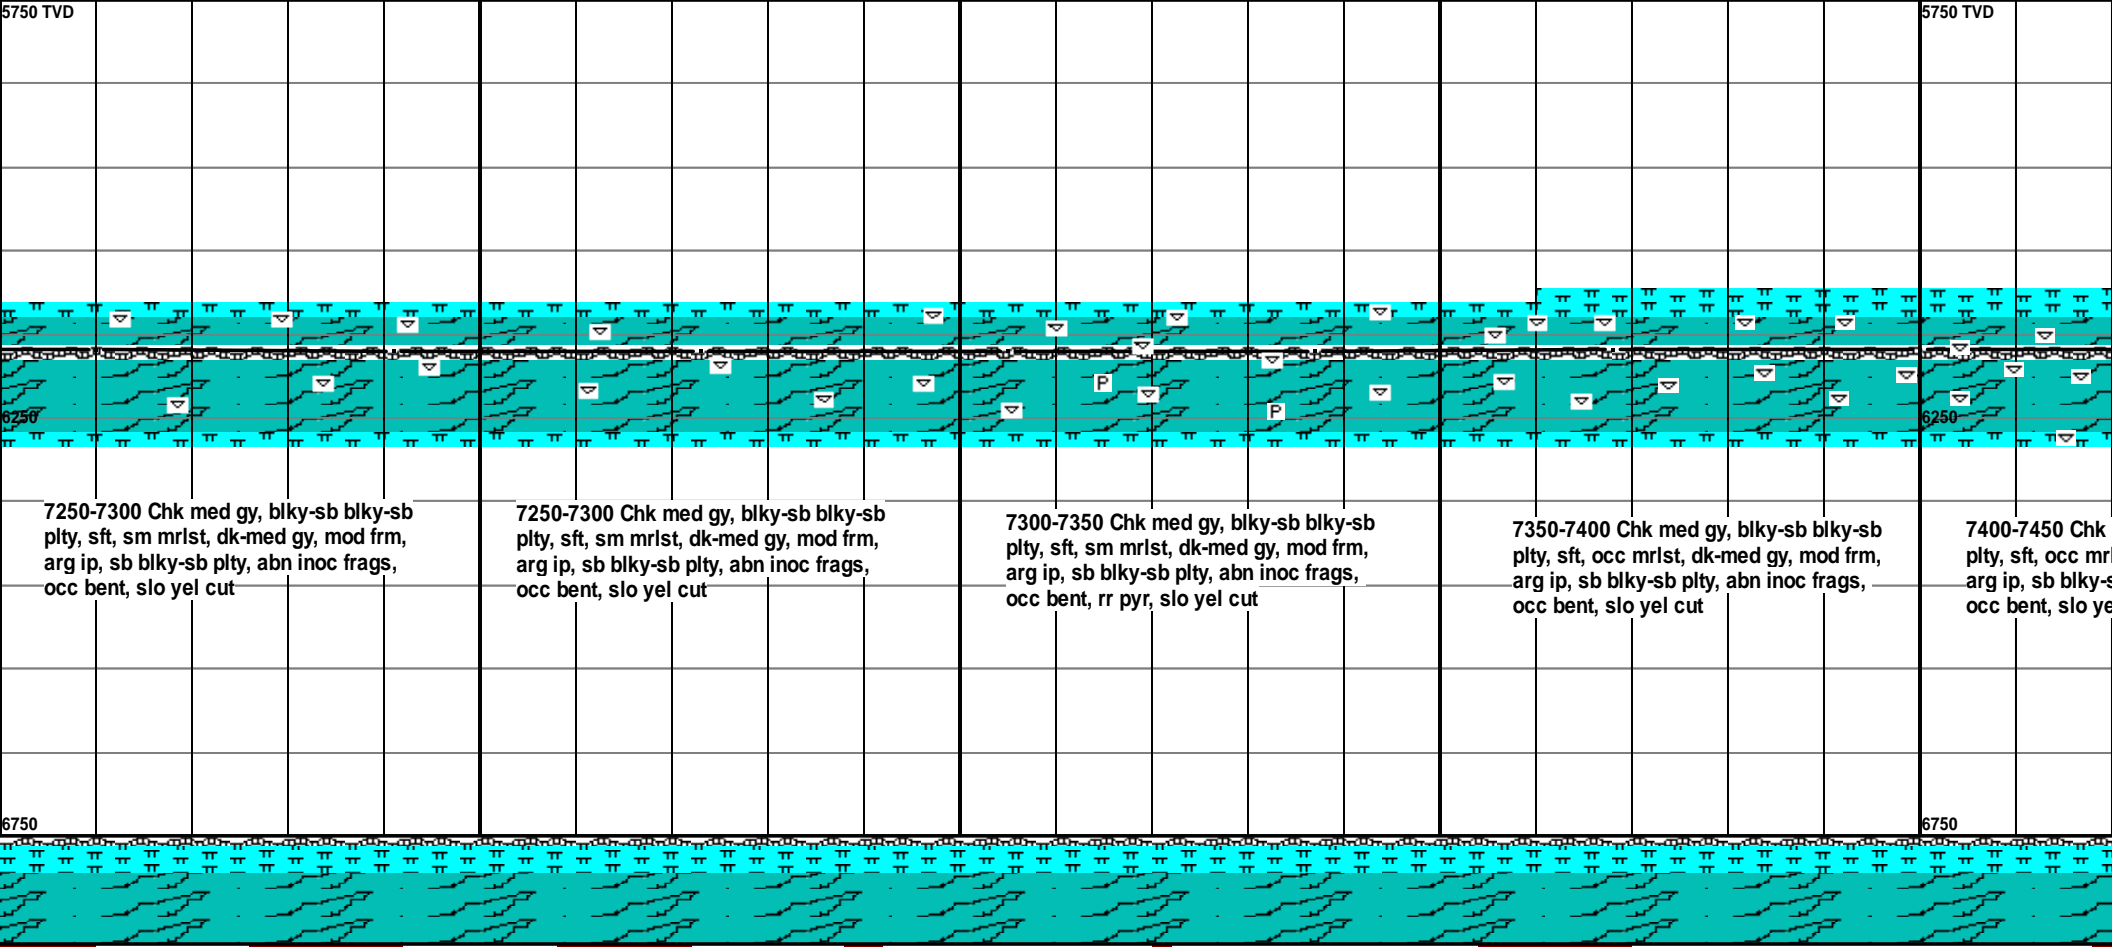 5750 TVD
5750 TVD
6250
6250
7250-7300 Chk med gy, blky-sb blky-sb
plty, sft, sm mrlst, dk-med gy, mod frm,
arg ip, sb blky-sb plty, abn inoc frags,
occ bent, slo yel cut
7250-7300 Chk med gy, blky-sb blky-sb
plty, sft, sm mrlst, dk-med gy, mod frm,
arg ip, sb blky-sb plty, abn inoc frags,
occ bent, slo yel cut
7300-7350 Chk med gy, blky-sb blky-sb
plty, sft, sm mrlst, dk-med gy, mod frm,
arg ip, sb blky-sb plty, abn inoc frags,
occ bent, rr pyr, slo yel cut
7350-7400 Chk med gy, blky-sb blky-sb
plty, sft, occ mrlst, dk-med gy, mod frm,
arg ip, sb blky-sb plty, abn inoc frags,
occ bent, slo yel cut
7400-7450 Chk
plty, sft, occ mrl
arg ip, sb blky-s
occ bent, slo ye
P
P
6750
6750